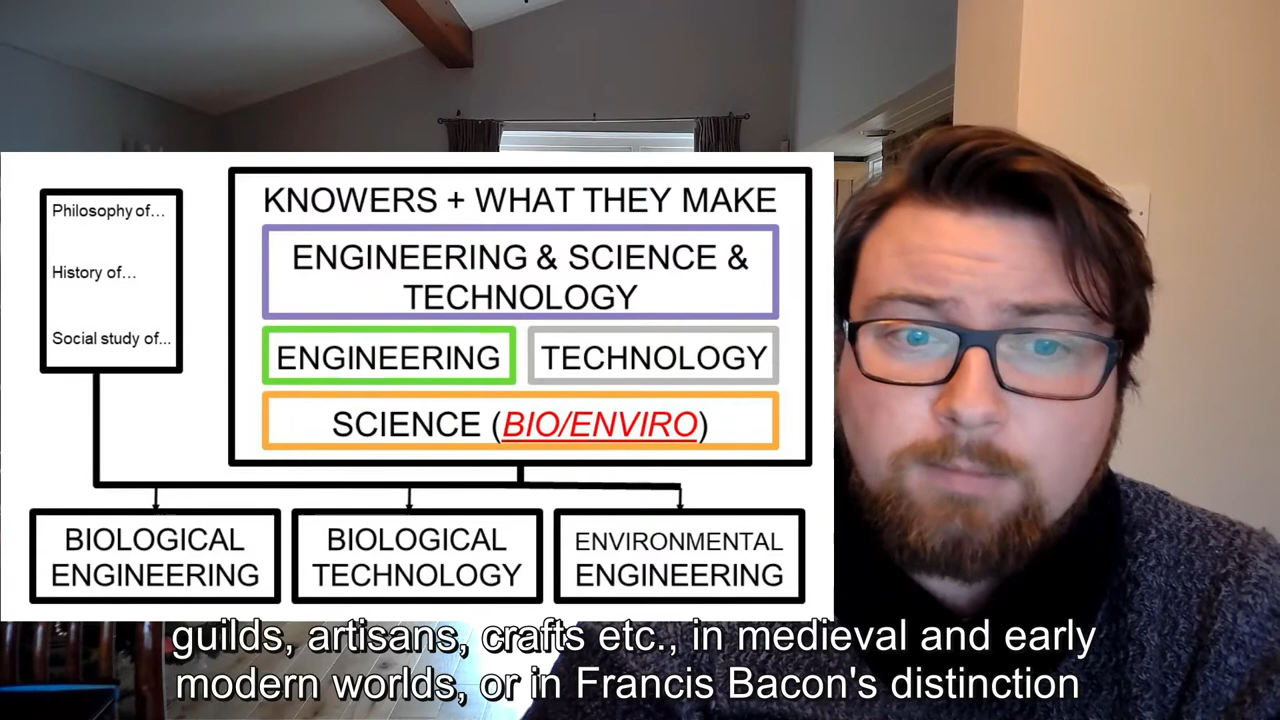 Philosophy of...
History of...
Social study of...
KNOWERS + WHAT THEY MAKE
ENGINEERING & SCIENCE &
TECHNOLOGY
ENGINEERING
TECHNOLOGY
SCIENCE (BIO/ENVIRO)
BIOLOGICAL
ENGINEERING
BIOLOGICAL
TECHNOLOGY
ENVIRONMENTAL
ENGINEERING
guilds, artisans, crafts etc., in medieval and early
modern worlds, or in Francis Bacon's distinction